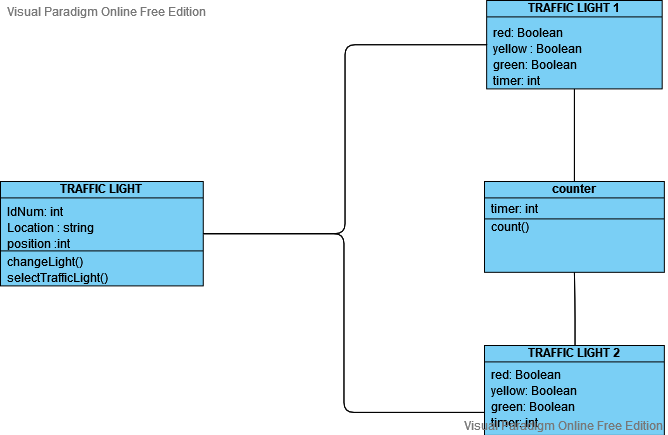 Visual Paradigm Online Free Edition
TRAFFIC LIGHT 1
red: Boolean
yellow : Boolean
green: Boolean
timer: int
TRAFFIC LIGHT
IdNum: int
Location : string
position :int
changeLight()
selectTrafficLight()
counter
timer: int
count()
TRAFFIC LIGHT 2
red: Boolean
yellow: Boolean
green: Boolean
timer: int
Visual Paradigm Online Free Edition